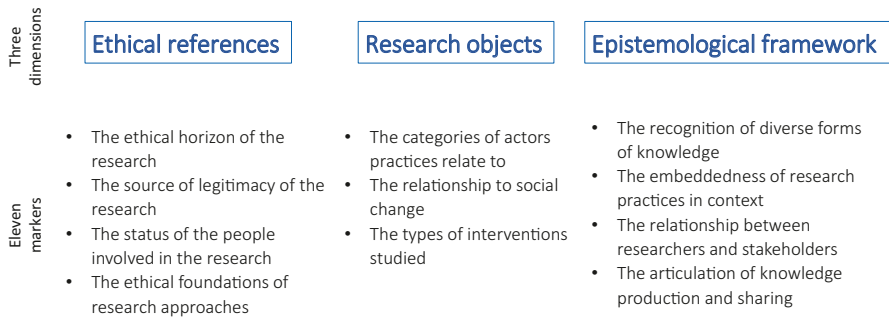 Three
dimensions
Ethical references
Research objects
Epistemological framework
Eleven
markers
• The ethical horizon of the
research
• The source of legitimacy of the
research
• The status of the people
involved in the research
• The ethical foundations of
research approaches
• The categories of actors
practices relate to
• The relationship to social
change
• The types of interventions
studied
• The recognition of diverse forms
of knowledge
• The embeddedness of research
practices in context
• The relationship between
researchers and stakeholders
• The articulation of knowledge
production and sharing